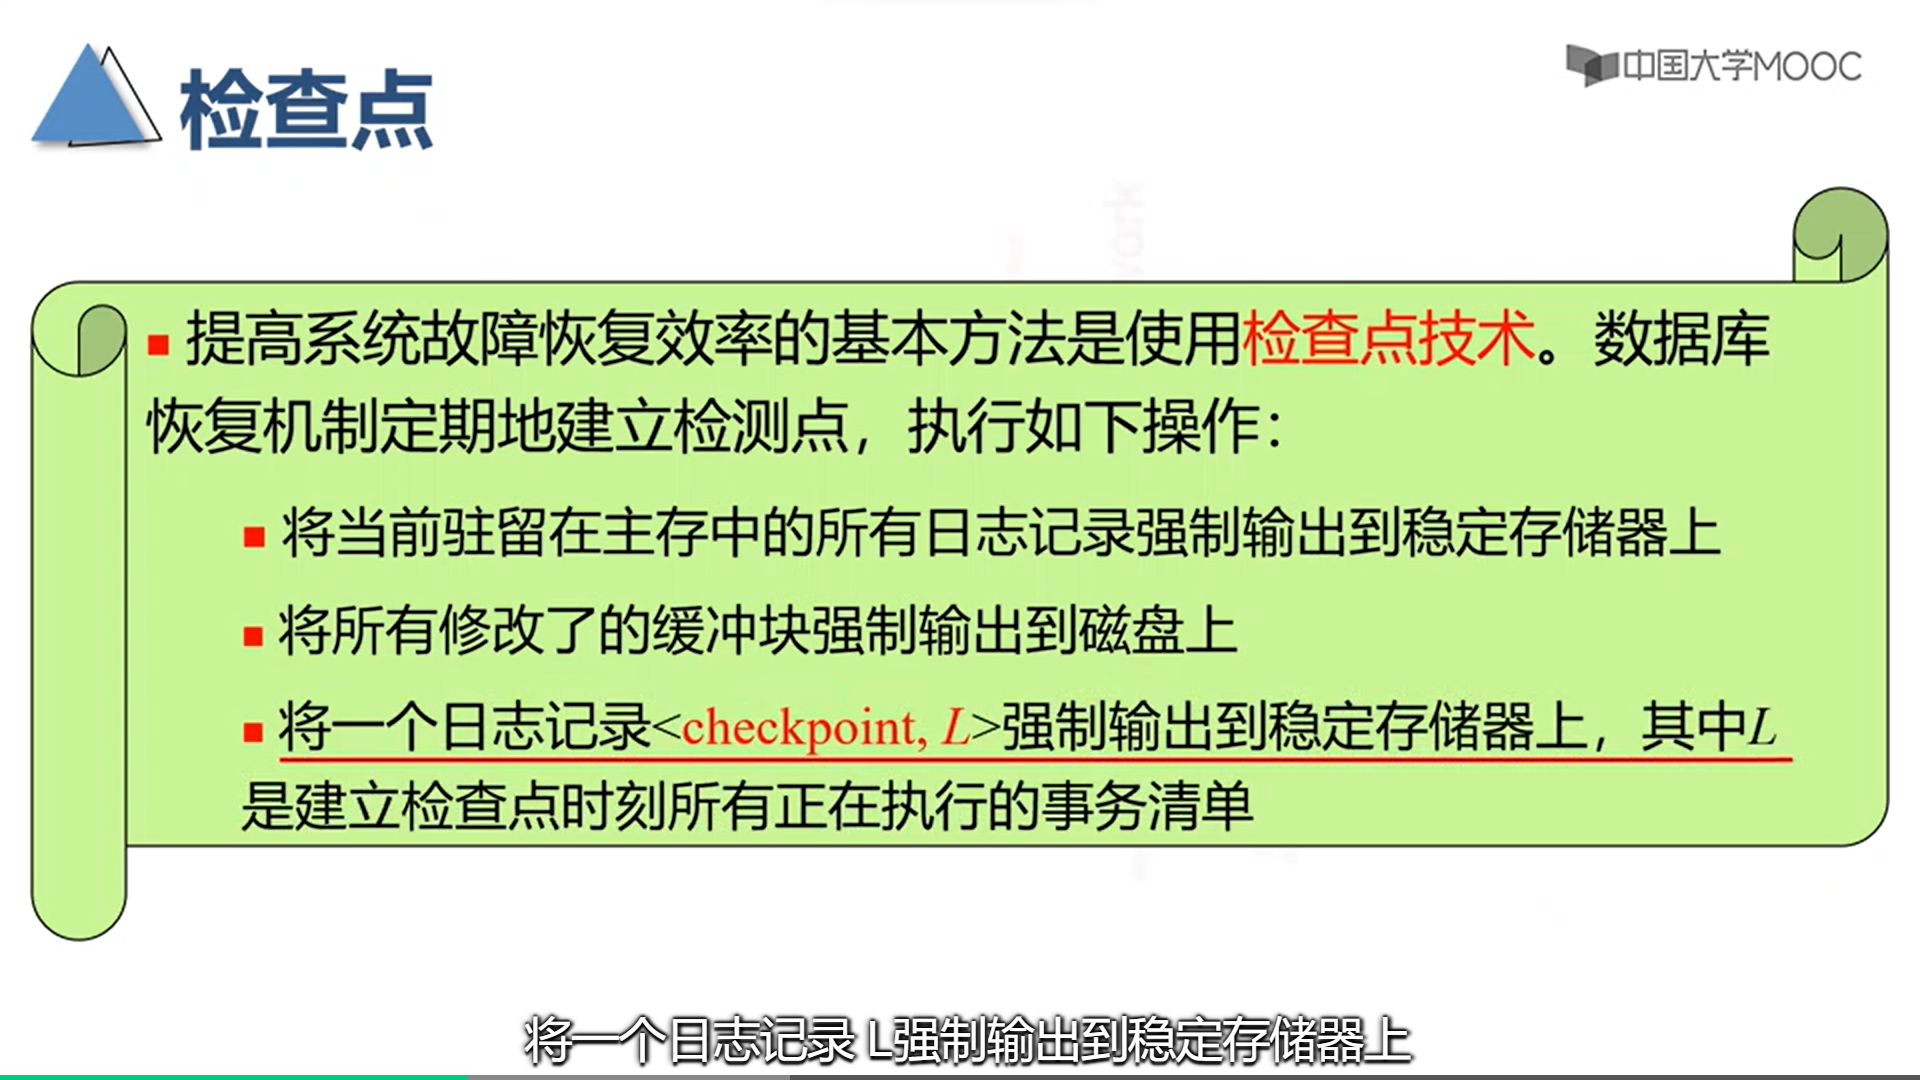 检查点
中国大学MOOC
提高系统故障恢复效率的基本方法是使用检查点技术。数据库
恢复机制定期地建立检测点，执行如下操作：
将当前驻留在主存中的所有日志记录强制输出到稳定存储器上
将所有修改了的缓冲块强制输出到磁盘上
将一个日志记录<checkpoint, L>强制输出到稳定存储器上，其中L
是建立检查点时刻所有正在执行的事务清单
将一个日志记录 L强制输出到稳定存储器上